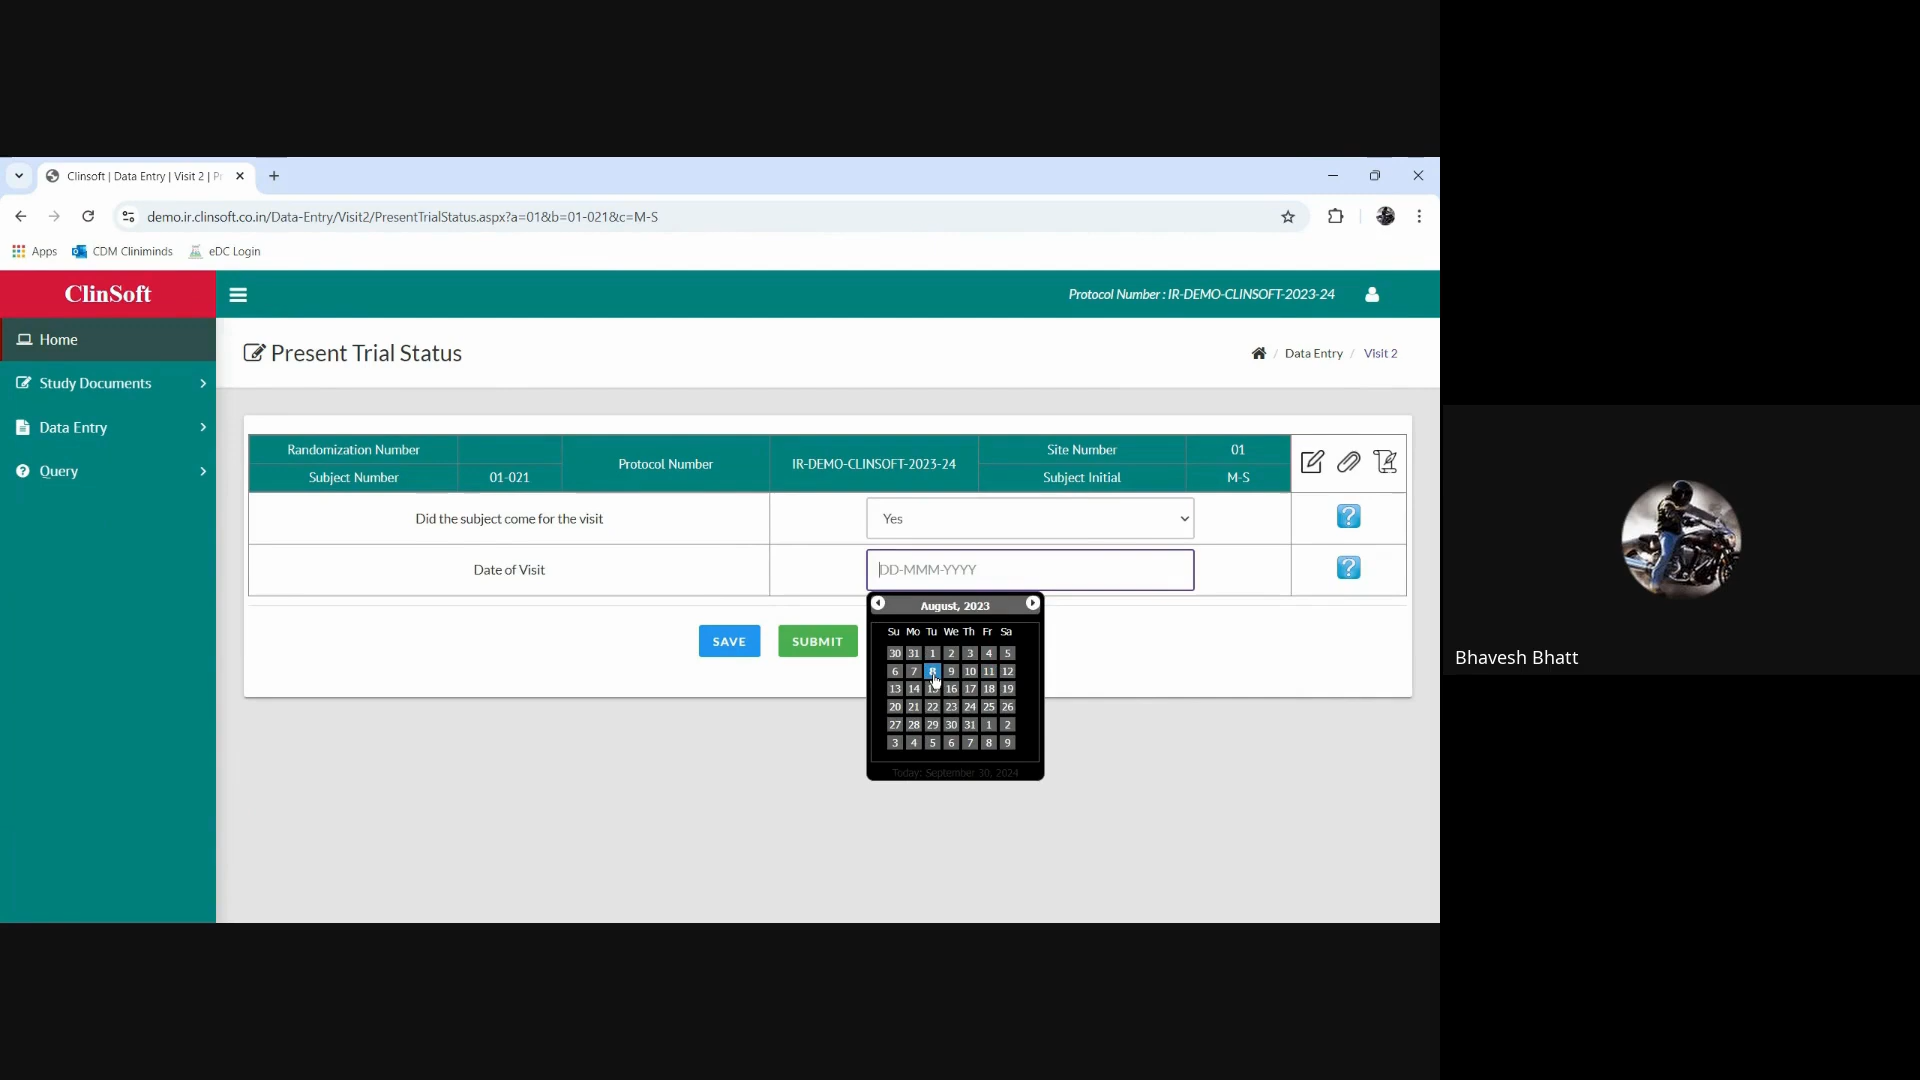 Clinsoft | Data Entry | Visit 2 | Pr
demo.ir.clinsoft.co.in/Data-Entry/Visit2/PresentTrialStatus.aspx?a=01&b=01-021&c=M-S
Apps CDM Cliniminds eDC Login
ClinSoft
Protocol Number : IR-DEMO-CLINSOFT-2023-24
Home
Study Documents
Data Entry
Query
Present Trial Status
/ Data Entry / Visit 2
Randomization Number
Subject Number 01-021
Protocol Number IR-DEMO-CLINSOFT-2023-24
Site Number 01
Subject Initial M-S
Did the subject come for the visit Yes
Date of Visit DD-MMM-YYYY
SAVE SUBMIT
August, 2023
Su Mo Tu We Th Fr Sa
30 31 1 2 3 4 5
6 7 8 9 10 11 12
13 14 15 16 17 18 19
20 21 22 23 24 25 26
27 28 29 30 31 1 2
3 4 5 6 7 8 9
Today: September 30, 2024
Bhavesh Bhatt